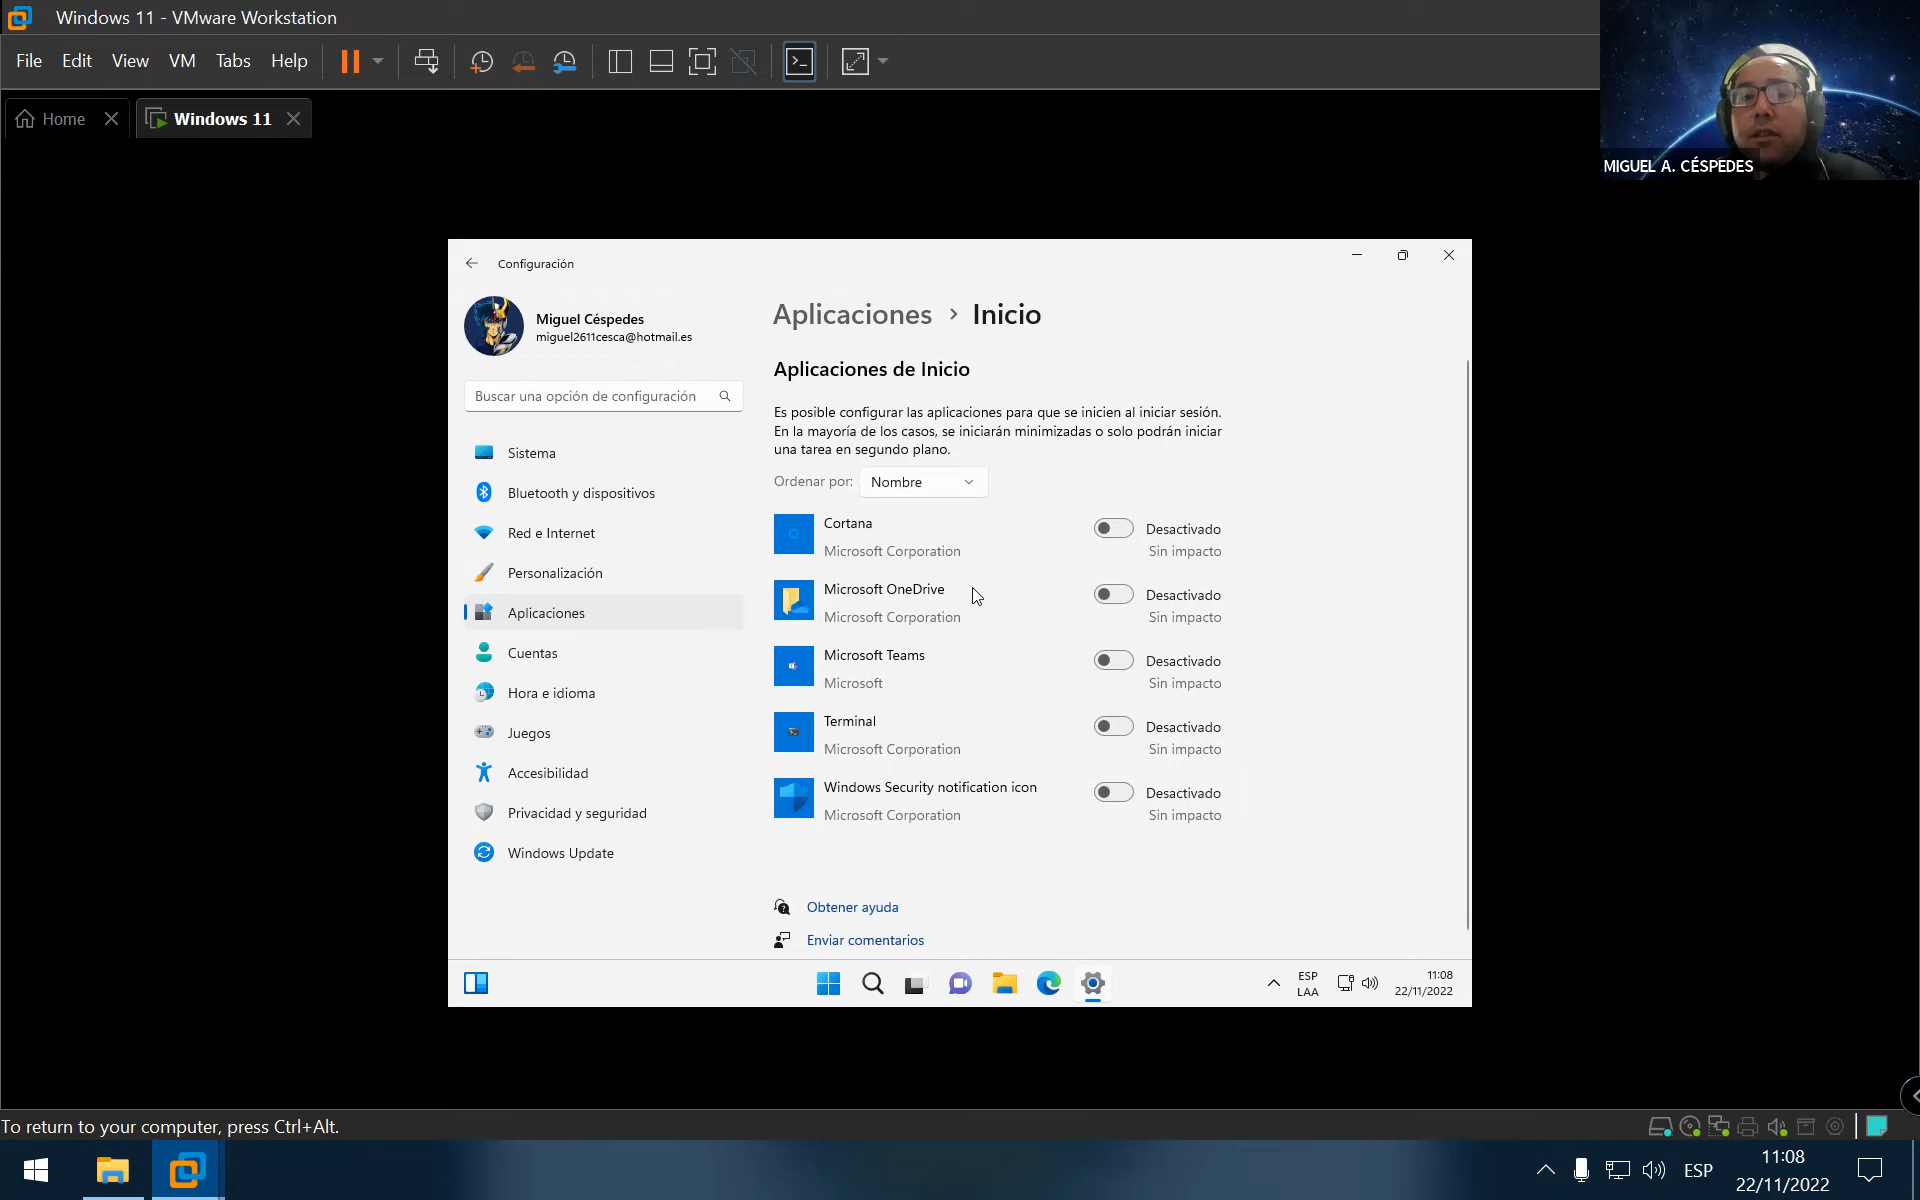 Windows 11 - VMware Workstation
File Edit View VM Tabs Help
Home
Windows 11
MIGUEL A. CÉSPEDES
Configuración
Miguel Céspedes
miguel2611cesca@hotmail.es
Buscar una opción de configuración
Sistema
Bluetooth y dispositivos
Red e Internet
Personalización
Aplicaciones
Cuentas
Hora e idioma
Juegos
Accesibilidad
Privacidad y seguridad
Windows Update
Aplicaciones > Inicio
Aplicaciones de Inicio
Es posible configurar las aplicaciones para que se inicien al iniciar sesión.
En la mayoría de los casos, se iniciarán minimizadas o solo podrán iniciar
una tarea en segundo plano.
Ordenar por: Nombre
Cortana
Microsoft Corporation
Desactivado
Sin impacto
Microsoft OneDrive
Microsoft Corporation
Desactivado
Sin impacto
Microsoft Teams
Microsoft
Desactivado
Sin impacto
Terminal
Microsoft Corporation
Desactivado
Sin impacto
Windows Security notification icon
Microsoft Corporation
Desactivado
Sin impacto
Obtener ayuda
Enviar comentarios
ESP
LAA
11:08
22/11/2022
To return to your computer, press Ctrl+Alt.
ESP
11:08
22/11/2022